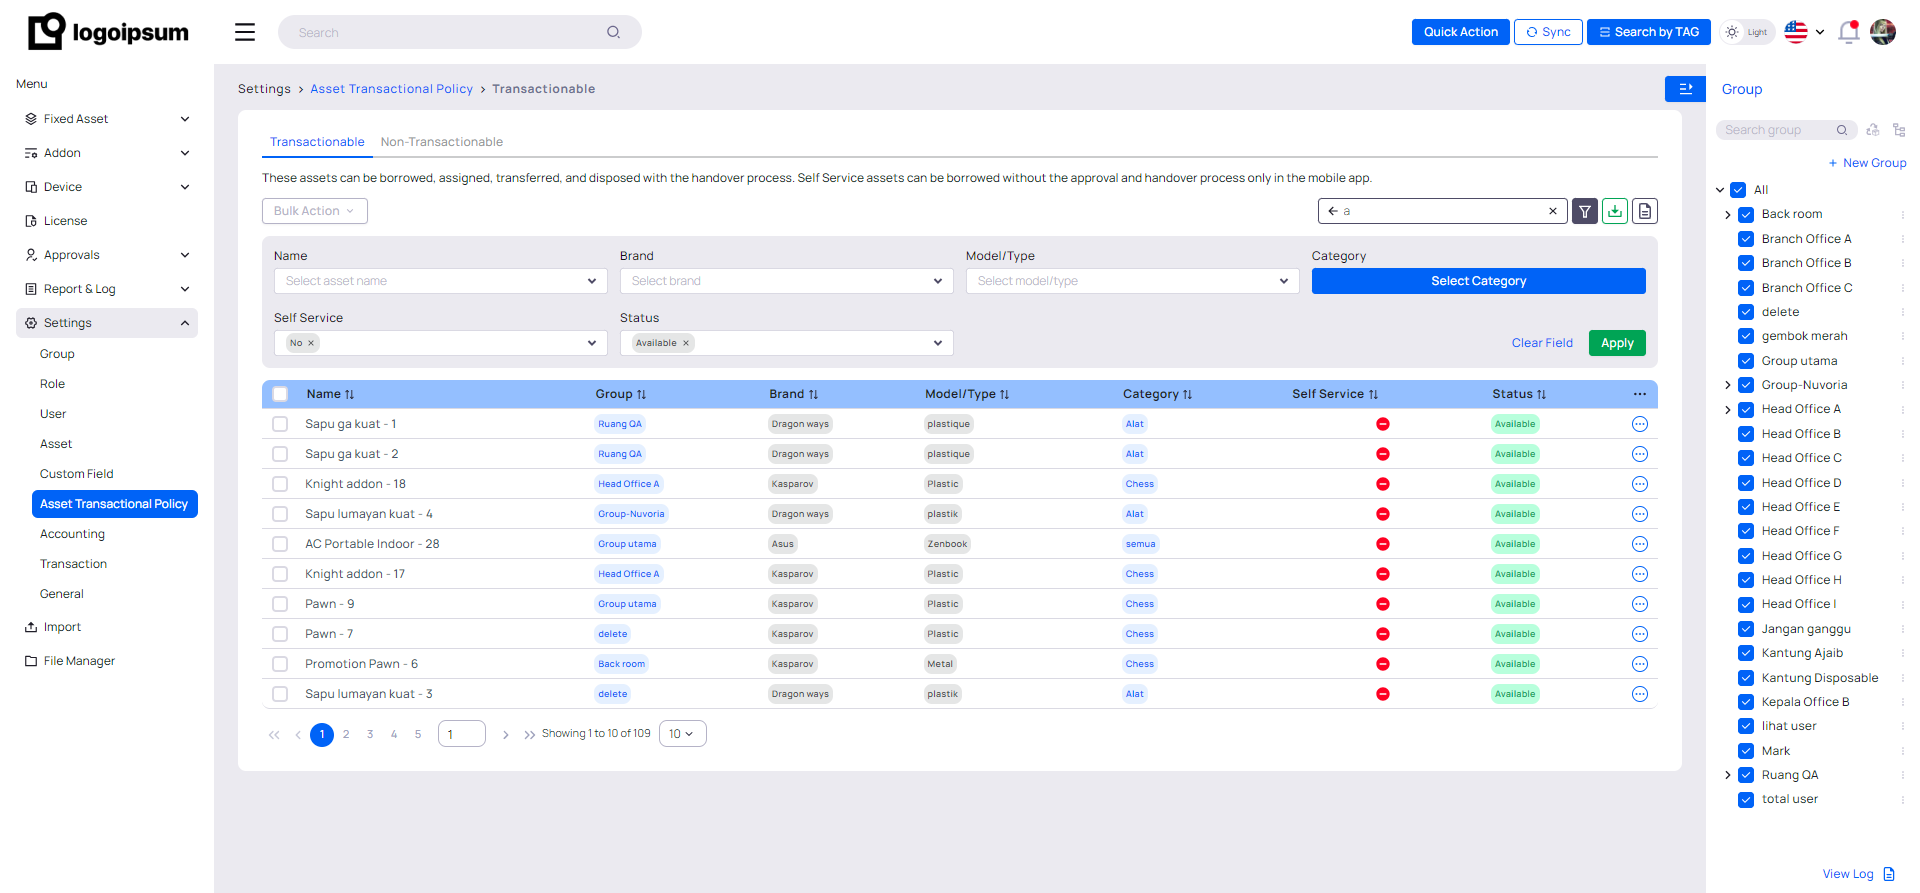 logoipsum
Search
Quick Action
Sync
Search by TAG
Light
Menu
Fixed Asset
Addon
Device
License
Approvals
Report & Log
Settings
Group
Role
User
Asset
Custom Field
Asset Transactional Policy
Accounting
Transaction
General
Import
File Manager
Settings > Asset Transactional Policy > Transactionable
Transactionable
Non-Transactionable
These assets can be borrowed, assigned, transferred, and disposed with the handover process. Self Service assets can be borrowed without the approval and handover process only in the mobile app.
Bulk Action
a
Name
Brand
Model/Type
Category
Select asset name
Select brand
Select model/type
Select Category
Self Service
Status
No
Available
Clear Field
Apply
Name Group Brand Model/Type Category Self Service Status
Sapu ga kuat - 1 Ruang QA Dragon ways plastique Alat Available
Sapu ga kuat - 2 Ruang QA Dragon ways plastique Alat Available
Knight addon - 18 Head Office A Kasparov Plastic Chess Available
Sapu lumayan kuat - 4 Group-Nuvoria Dragon ways plastik Alat Available
AC Portable Indoor - 28 Group utama Asus Zenbook semua Available
Knight addon - 17 Head Office A Kasparov Plastic Chess Available
Pawn - 9 Group utama Kasparov Plastic Chess Available
Pawn - 7 delete Kasparov Plastic Chess Available
Promotion Pawn - 6 Back room Kasparov Metal Chess Available
Sapu lumayan kuat - 3 delete Dragon ways plastik Alat Available
1 2 3 4 5 1 Showing 1 to 10 of 109 10
Group
Search group
+ New Group
All
Back room
Branch Office A
Branch Office B
Branch Office C
delete
gembok merah
Group utama
Group-Nuvoria
Head Office A
Head Office B
Head Office C
Head Office D
Head Office E
Head Office F
Head Office G
Head Office H
Head Office I
Jangan ganggu
Kantung Ajaib
Kantung Disposable
Kepala Office B
lihat user
Mark
Ruang QA
total user
View Log